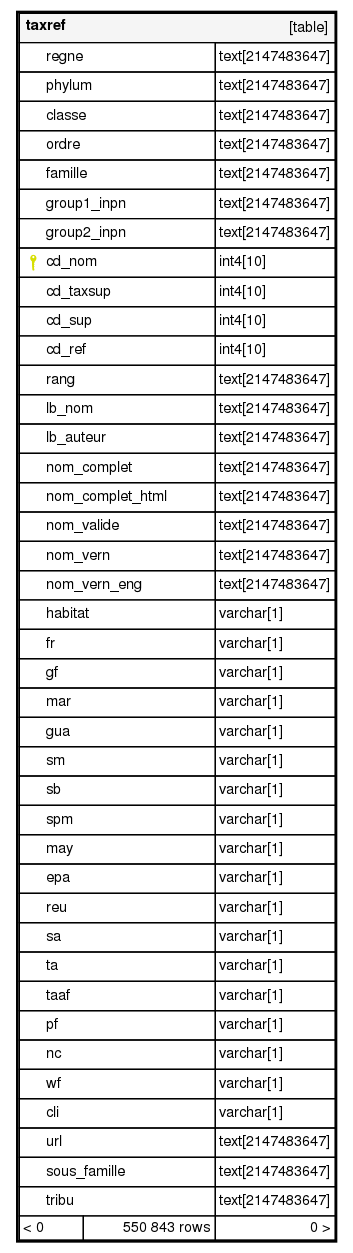 taxref [table]
regne text[2147483647]
phylum text[2147483647]
classe text[2147483647]
ordre text[2147483647]
famille text[2147483647]
group1_inpn text[2147483647]
group2_inpn text[2147483647]
cd_nom int4[10]
cd_taxsup int4[10]
cd_sup int4[10]
cd_ref int4[10]
rang text[2147483647]
lb_nom text[2147483647]
lb_auteur text[2147483647]
nom_complet text[2147483647]
nom_complet_html text[2147483647]
nom_valide text[2147483647]
nom_vern text[2147483647]
nom_vern_eng text[2147483647]
habitat varchar[1]
fr varchar[1]
gf varchar[1]
mar varchar[1]
gua varchar[1]
sm varchar[1]
sb varchar[1]
spm varchar[1]
may varchar[1]
epa varchar[1]
reu varchar[1]
sa varchar[1]
ta varchar[1]
taaf varchar[1]
pf varchar[1]
nc varchar[1]
wf varchar[1]
cli varchar[1]
url text[2147483647]
sous_famille text[2147483647]
tribu text[2147483647]
< 0 550 843 rows 0 >